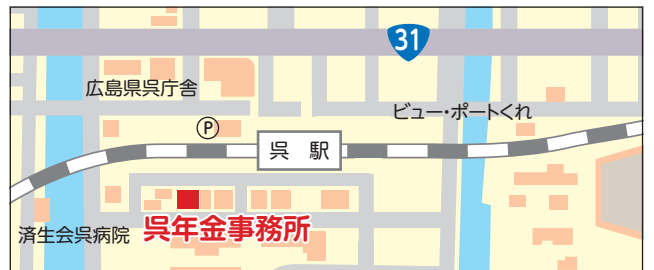 31
広島県呉庁舎
ビュー・ポートくれ
P
呉駅
済生会呉病院
呉年金事務所